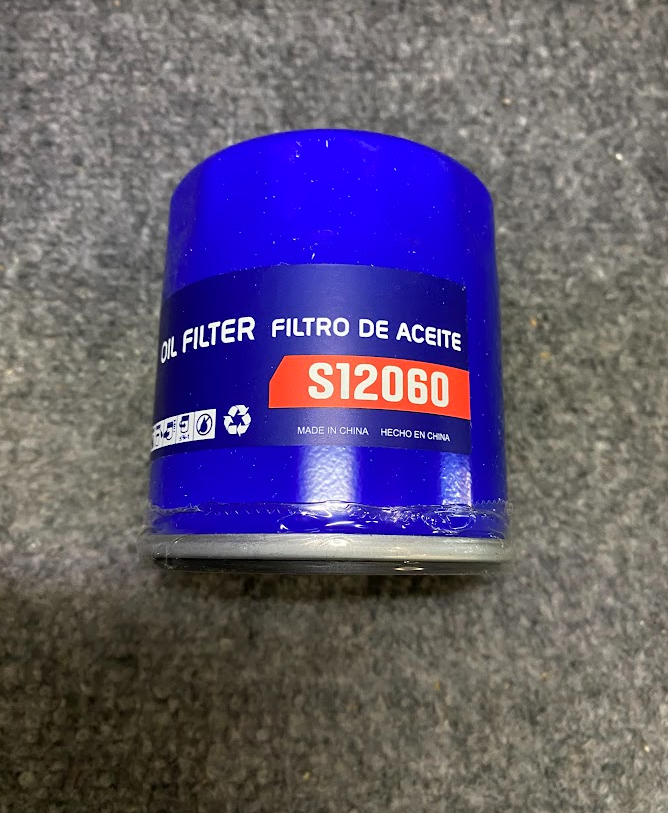 OIL FILTER FILTRO DE ACEITE
S12060
MADE IN CHINA HECHO EN CHINA